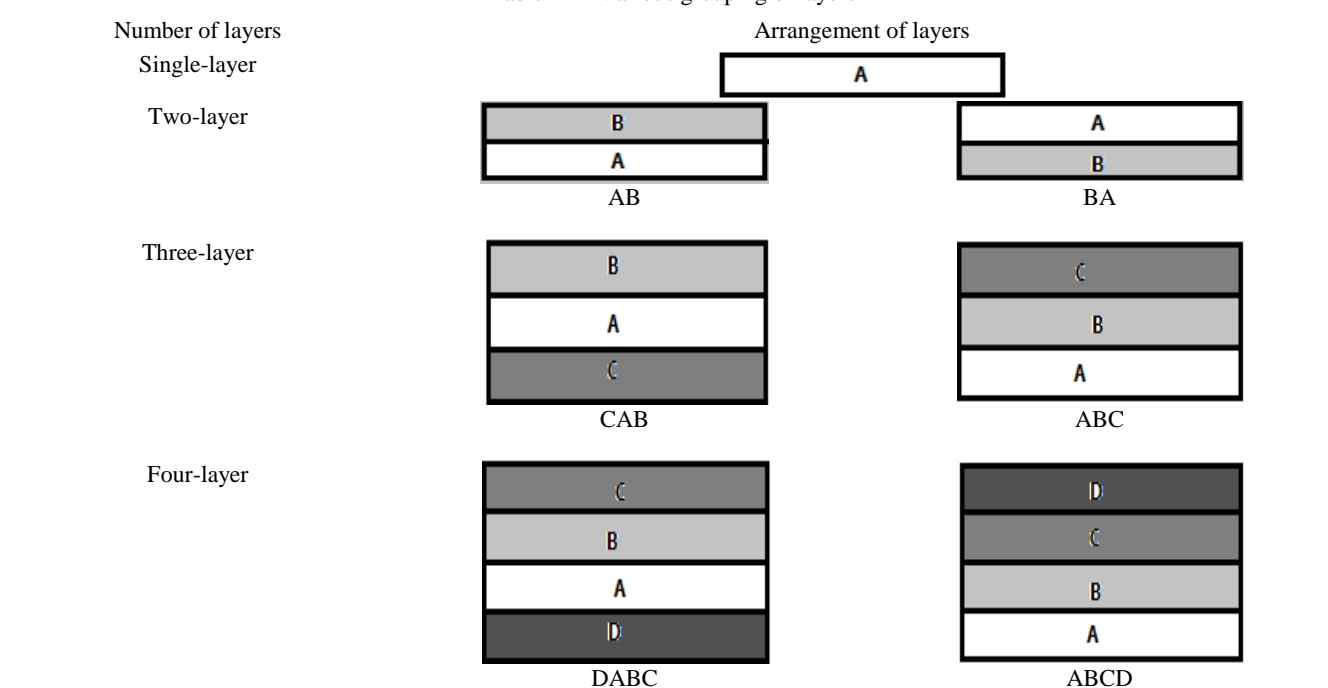 Number of layers Arrangement of layers
Single-layer A
Two-layer B A
A B
AB BA
Three-layer B C
A B
C A
CAB ABC
Four-layer C D
B C
A B
D A
DABC ABCD